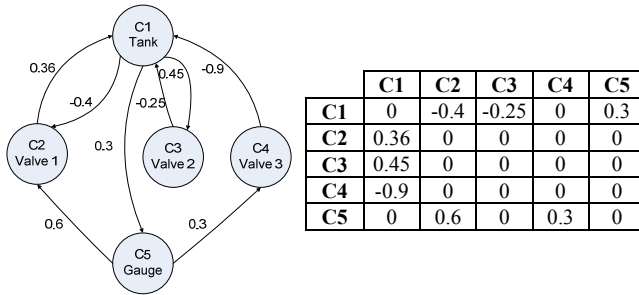 C1
Tank
0.36
-0.4
-0.25
0.45
-0.9
0.3
C2
Valve 1
C3
Valve 2
C4
Valve 3
0.6
0.3
C5
Gauge
C1 C2 C3 C4 C5
C1 0 -0.4 -0.25 0 0.3
C2 0.36 0 0 0 0
C3 0.45 0 0 0 0
C4 -0.9 0 0 0 0
C5 0 0.6 0 0.3 0